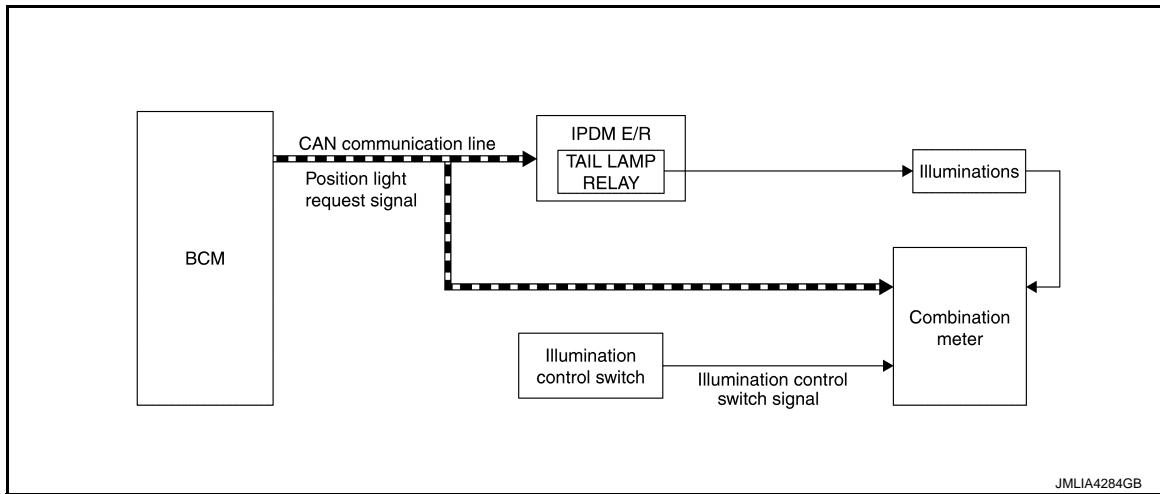 CAN communication line
Position light
request signal
BCM
IPDM E/R
TAIL LAMP
RELAY
Illuminations
Combination
meter
Illumination
control switch
Illumination control
switch signal
JMLIA4284GB